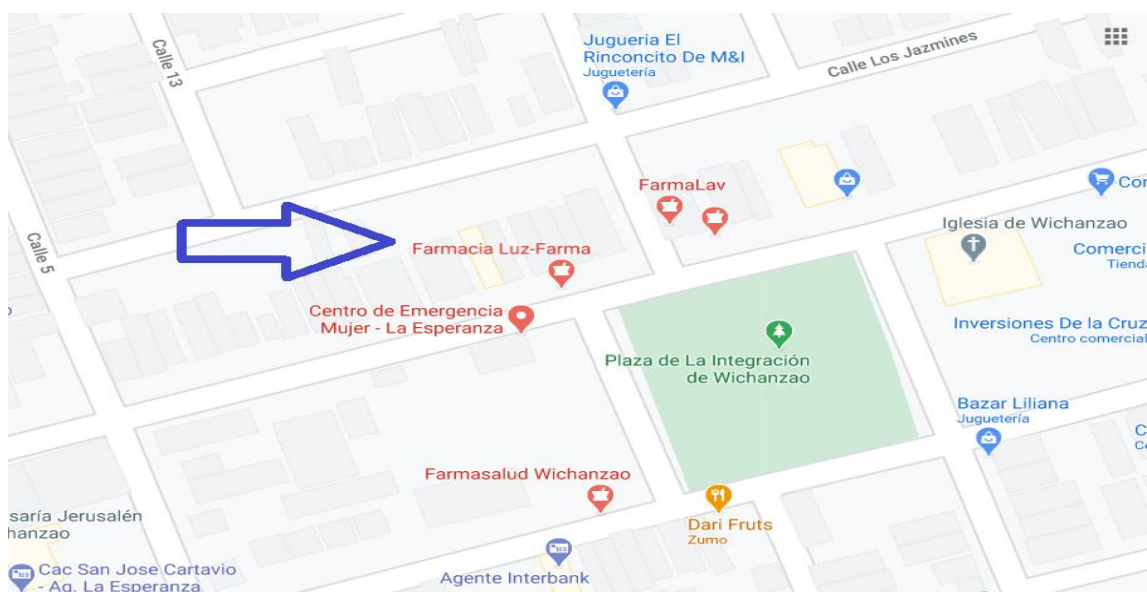 Calle 13
Jugueria El
Rinconcito De M&I
Juguetería
Calle Los Jazmines
FarmaLav
Con
Calle 5
Farmacia Luz-Farma
Iglesia de Wichanzao
Comerci
Tienda
Centro de Emergencia
Mujer - La Esperanza
Inversiones De la Cruz
Centro comercial
Plaza de La Integración
de Wichanzao
Bazar Liliana
Juguetería
C
Ce
Farmasalud Wichanzao
saría Jerusalén
hanzao
Dari Fruts
Zumo
Cac San Jose Cartavio
- Ag. La Esperanza
Agente Interbank